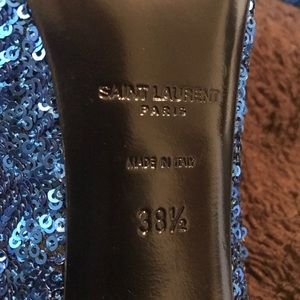 SAINT LAURENT
PARIS
MADE IN ITALY
38½